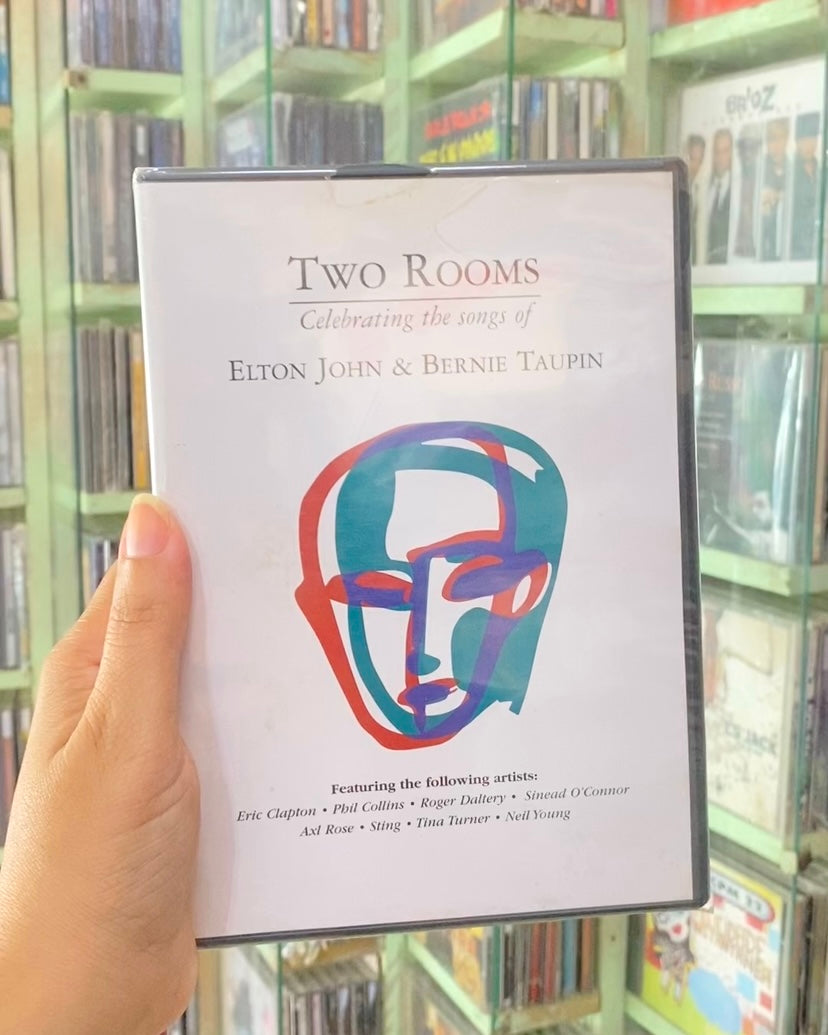 TWO ROOMS
Celebrating the songs of
ELTON JOHN & BERNIE TAUPIN
Featuring the following artists:
Eric Clapton • Phil Collins • Roger Daltery • Sinead O'Connor
Axl Rose • Sting • Tina Turner • Neil Young